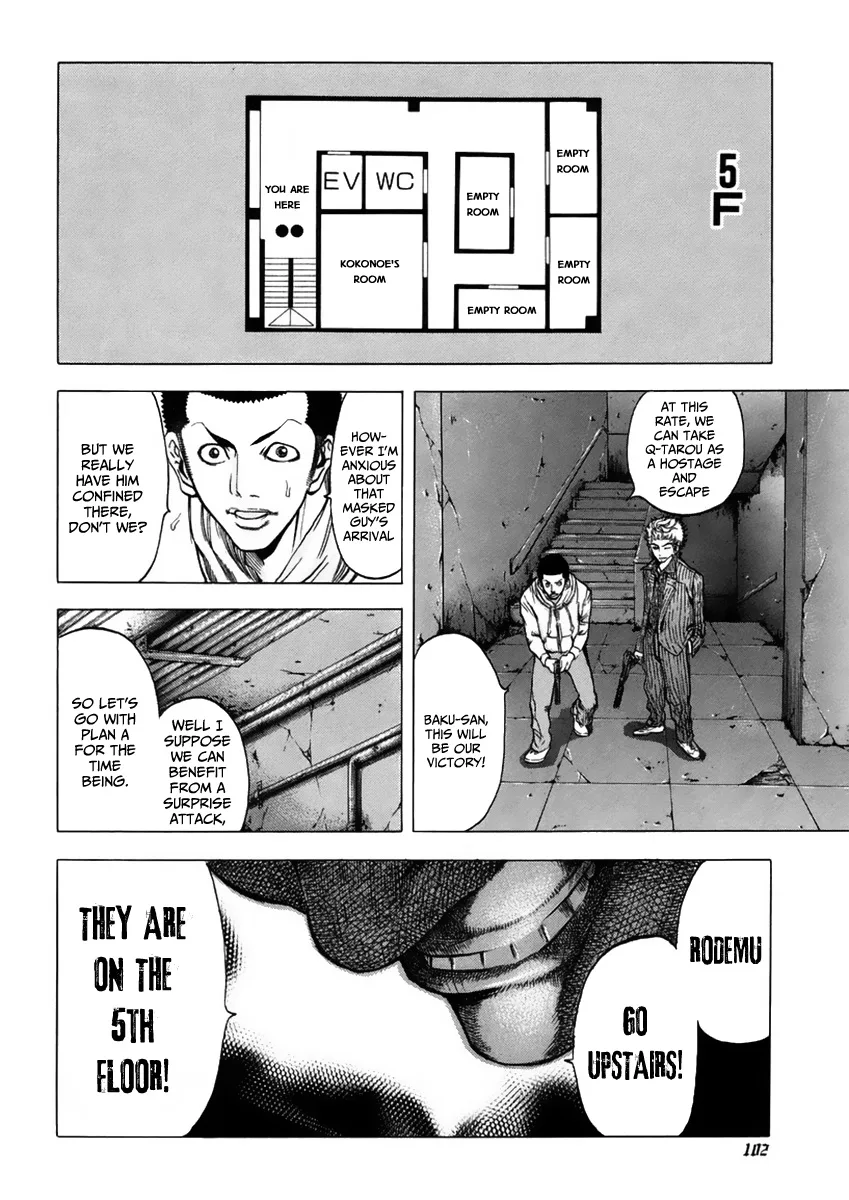 5
F
YOU ARE
HERE
EV
WC
KOKONOE'S
ROOM
EMPTY
ROOM
EMPTY
ROOM
EMPTY
ROOM
EMPTY ROOM
AT THIS
RATE, WE
CAN TAKE
Q-TAROU AS
A HOSTAGE
AND
ESCAPE
BAKU-SAN,
THIS WILL
BE OUR
VICTORY!
HOW-
EVER I'M
ANXIOUS
ABOUT
THAT
MASKED
GUY'S
ARRIVAL
BUT WE
REALLY
HAVE HIM
CONFINED
THERE,
DON'T WE?
WELL I
SUPPOSE
WE CAN
BENEFIT
FROM A
SURPRISE
ATTACK,
SO LET'S
GO WITH
PLAN A
FOR THE
TIME
BEING.
RODEMU
GO
UPSTAIRS!
THEY ARE
ON THE
5TH
FLOOR!
102